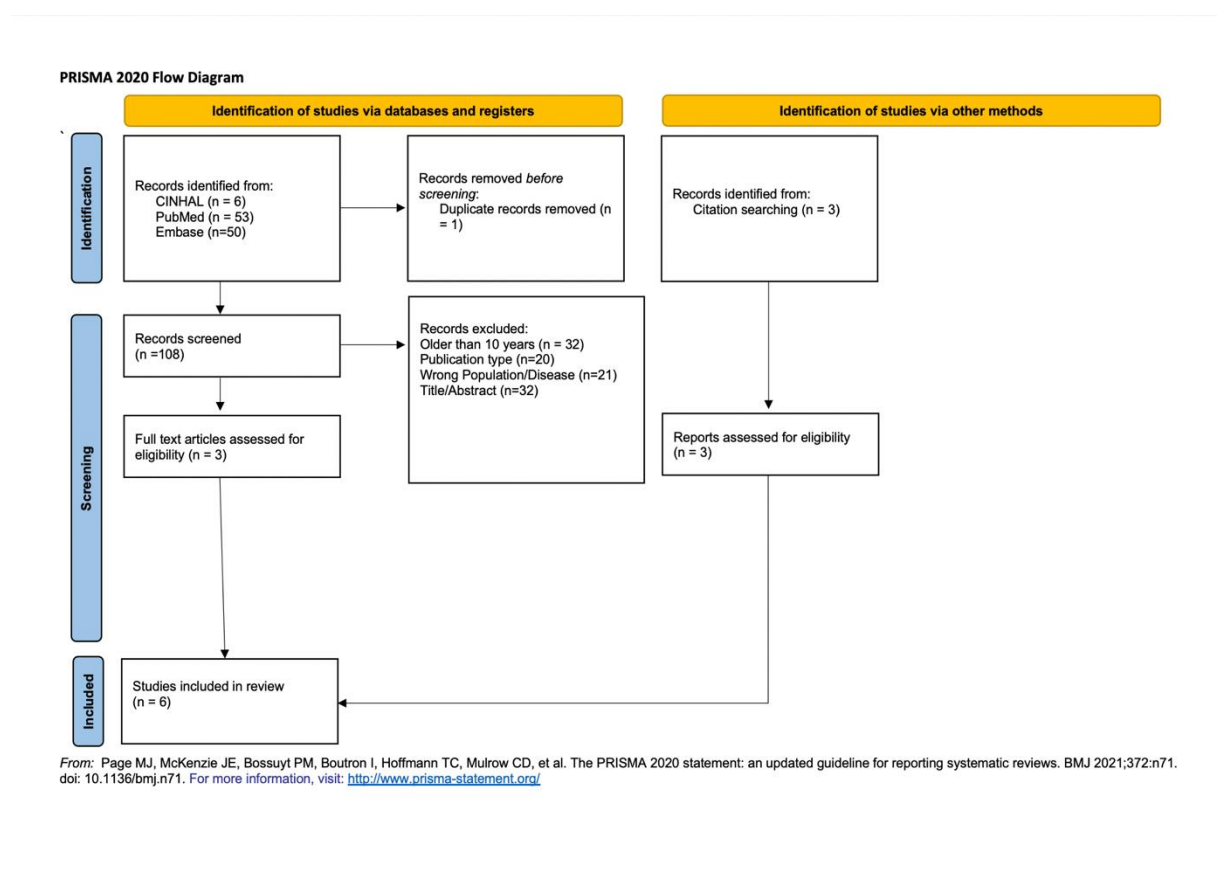 PRISMA 2020 Flow Diagram
Identification of studies via databases and registers
Identification of studies via other methods
`
Identification
Records identified from:
CINHAL (n = 6)
PubMed (n = 53)
Embase (n=50)
Records removed before
screening:
Duplicate records removed (n
= 1)
Records identified from:
Citation searching (n = 3)
Screening
Records screened
(n =108)
Records excluded:
Older than 10 years (n = 32)
Publication type (n=20)
Wrong Population/Disease (n=21)
Title/Abstract (n=32)
Full text articles assessed for
eligibility (n = 3)
Reports assessed for eligibility
(n = 3)
Included
Studies included in review
(n = 6)
From: Page MJ, McKenzie JE, Bossuyt PM, Boutron I, Hoffmann TC, Mulrow CD, et al. The PRISMA 2020 statement: an updated guideline for reporting systematic reviews. BMJ 2021;372:n71.
doi: 10.1136/bmj.n71. For more information, visit: http://www.prisma-statement.org/